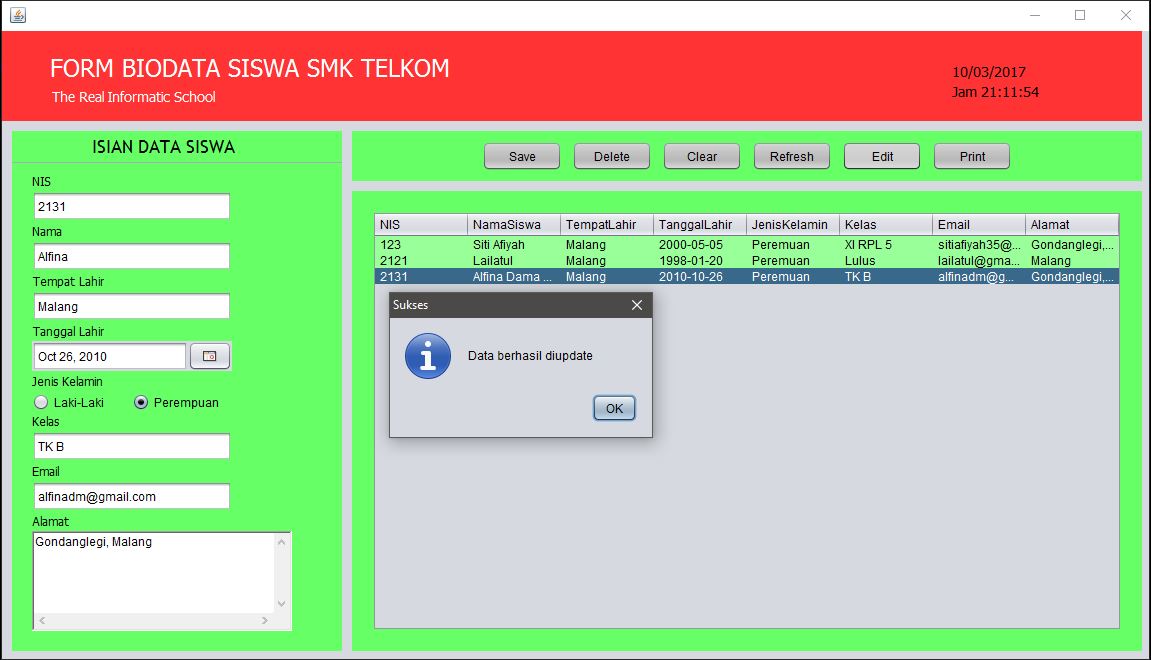 FORM BIODATA SISWA SMK TELKOM
The Real Informatic School
10/03/2017
Jam 21:11:54
ISIAN DATA SISWA
NIS
2131
Nama
Alfina
Tempat Lahir
Malang
Tanggal Lahir
Oct 26, 2010
Jenis Kelamin
Laki-Laki Perempuan
Kelas
TK B
Email
alfinadm@gmail.com
Alamat
Gondanglegi, Malang
Save Delete Clear Refresh Edit Print
NIS NamaSiswa TempatLahir TanggalLahir JenisKelamin Kelas Email Alamat
123 Siti Afiyah Malang 2000-05-05 Peremuan XI RPL 5 sitiafiyah35@... Gondanglegi,...
2121 Lailatul Malang 1998-01-20 Peremuan Lulus lailatul@gma... Malang
2131 Alfina Dama ... Malang 2010-10-26 Peremuan TK B alfinadm@g... Gondanglegi,...
Sukses
Data berhasil diupdate
OK